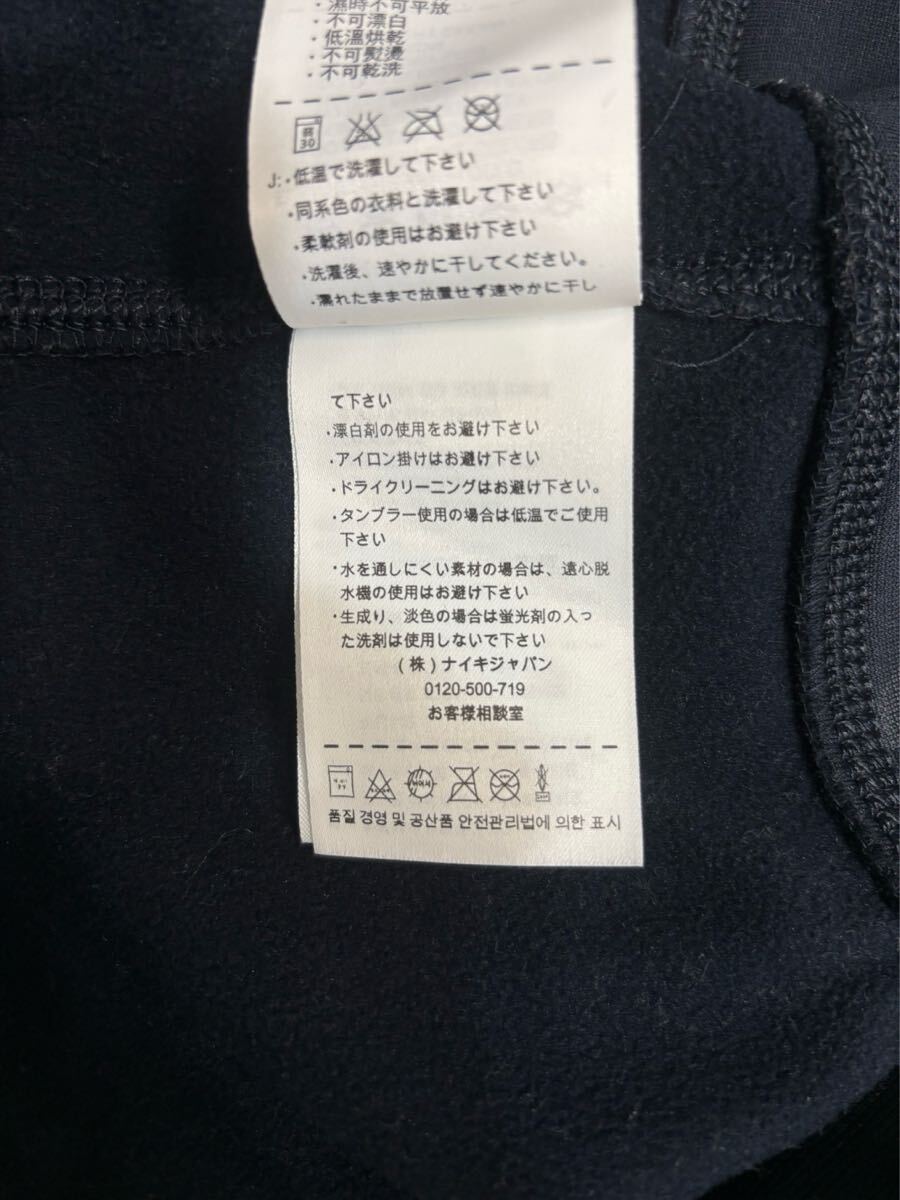 ・濕時不可平放
・不可漂白
・低溫烘乾
・不可熨燙
・不可乾洗
弱
30
J:・低温で洗濯して下さい
・同系色の衣料と洗濯して下さい
・柔軟剤の使用はお避け下さい
・洗濯後、速やかに干してください。
・濡れたままで放置せず速やかに干し
て下さい
・漂白剤の使用をお避け下さい
・アイロン掛けはお避け下さい
・ドライクリーニングはお避け下さい。
・タンブラー使用の場合は低温でご使用
下さい
・水を通しにくい素材の場合は、遠心脱
水機の使用はお避け下さい
・生成り、淡色の場合は蛍光剤の入っ
た洗剤は使用しないで下さい
(株)ナイキジャパン
0120-500-719
お客様相談室
품질 경영 및 공산품 안전관리법에 의한 표시